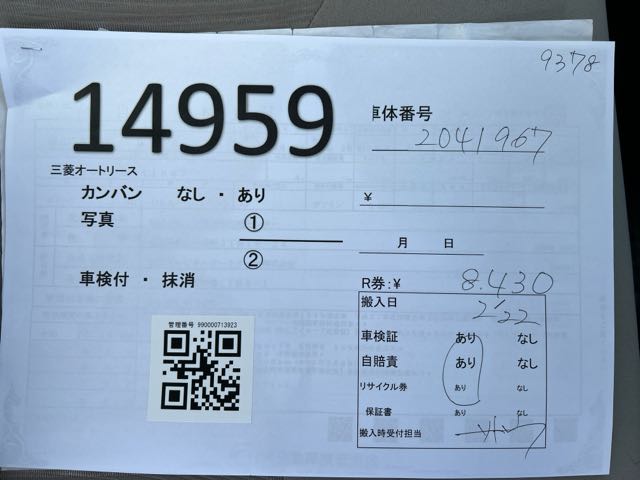 9378
14959
車体番号
2041967
三菱オートリース
カンバン なし ・ あり
¥
写真 ①
②
月 日
車検付 ・ 抹消
R券:¥ 8.430
搬入日
2/22
管理番号 990000713923
車検証 あり なし
自賠責 あり なし
リサイクル券 あり なし
保証書 あり なし
搬入時受付担当